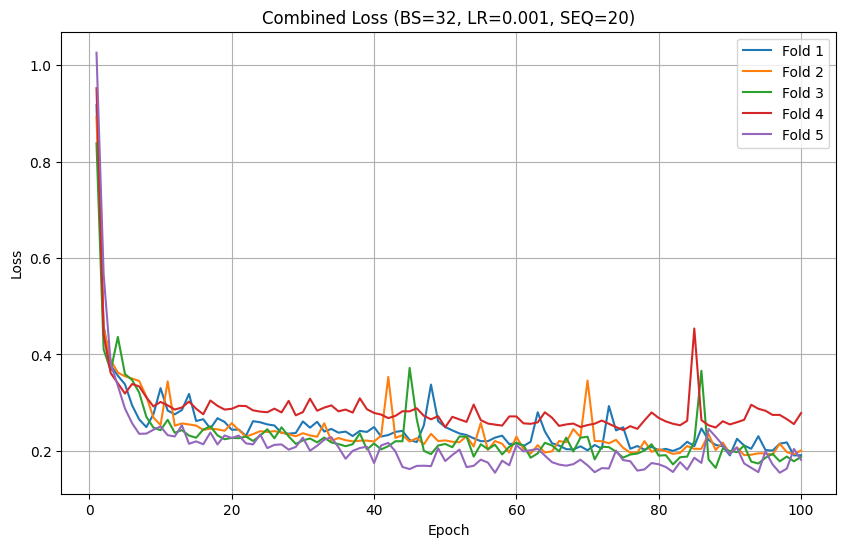 Combined Loss (BS=32, LR=0.001, SEQ=20)
Fold 1
Fold 2
Fold 3
Fold 4
Fold 5
Loss
1.0
0.8
0.6
0.4
0.2
0
20
40
60
80
100
Epoch